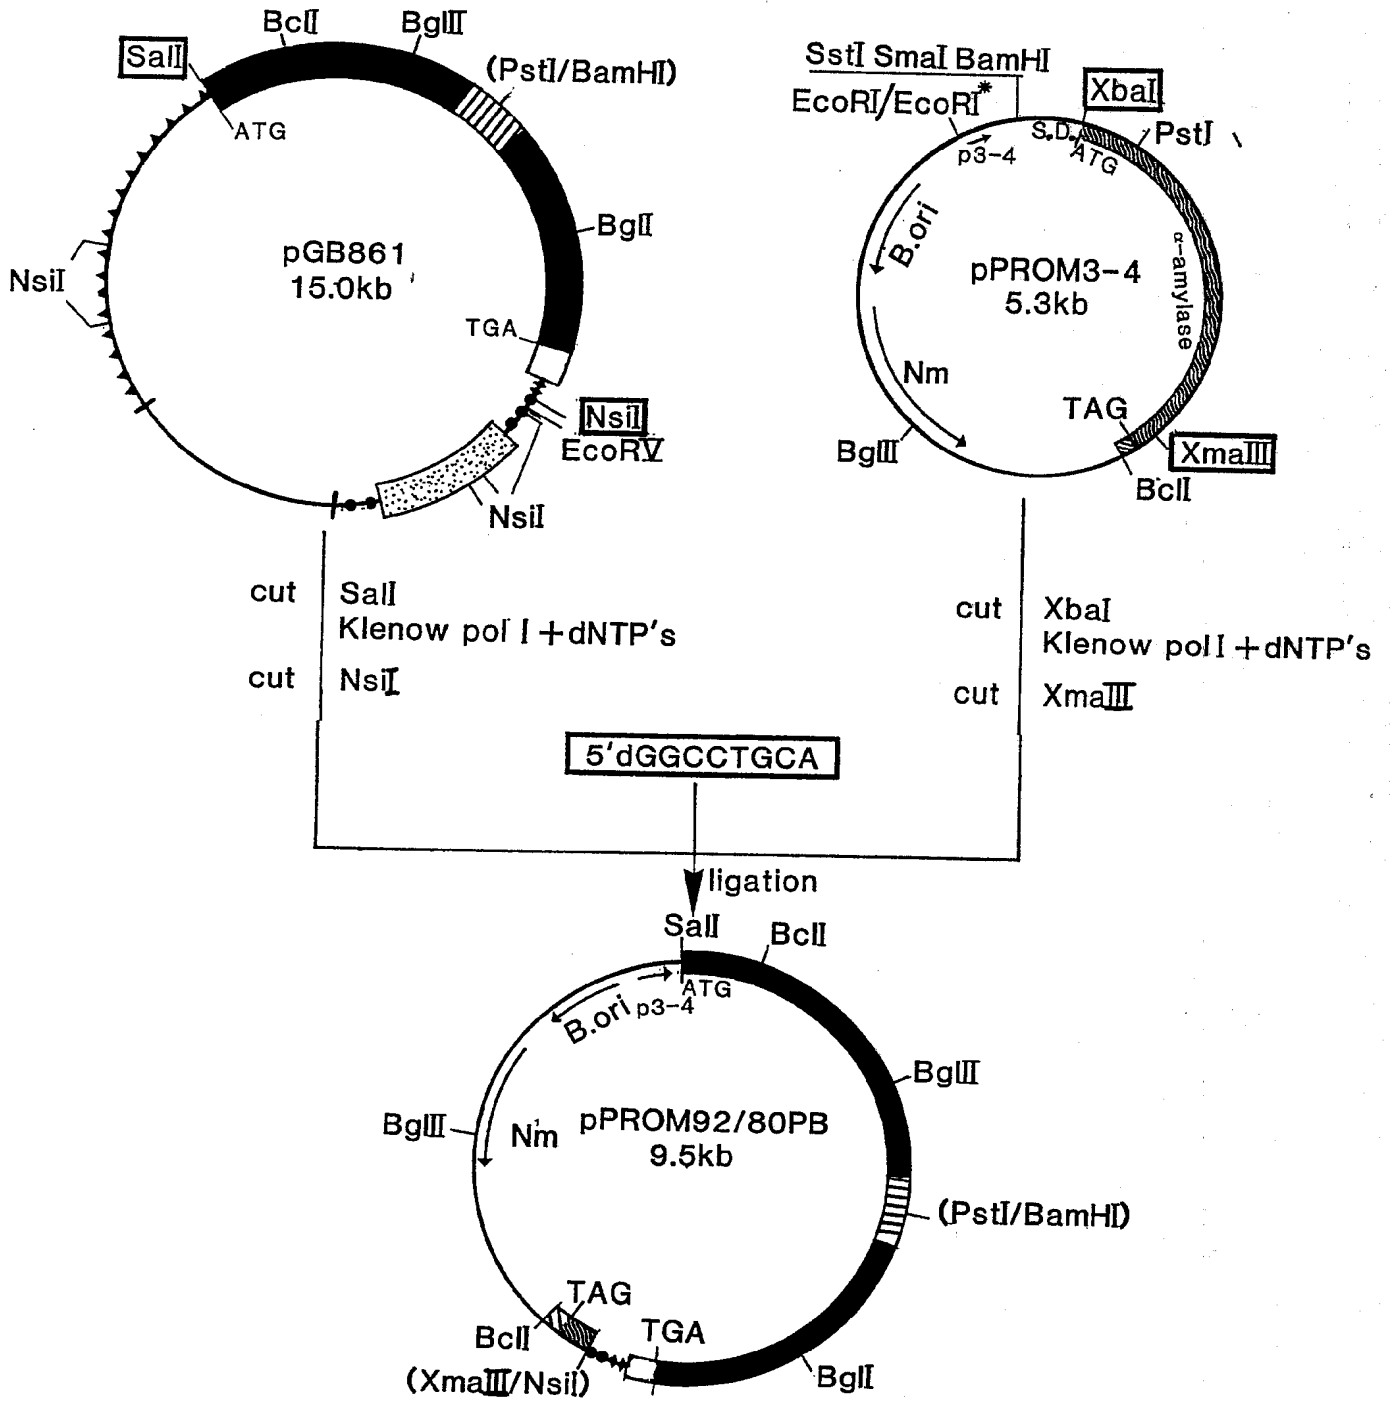 SalI
BclI
BglII
(PstI/BamHI)
ATG
BglI
NsiI
pGB861
15.0kb
TGA
NsiI
EcoRV
NsiI
SstI SmaI BamHI
EcoRI/EcoRI*
XbaI
PstI
S.D.
ATG
p3-4
B.ori
pPROM3-4
5.3kb
α-amylase
Nm
TAG
BglII
XmaIII
BclI
cut SalI
Klenow pol I + dNTP's
cut NsiI
cut XbaI
Klenow pol I + dNTP's
cut XmaIII
5'dGGCCTGCA
ligation
SalI
BclI
ATG
p3-4
B.ori
BglII
BglII
Nm
pPROM92/80PB
9.5kb
(PstI/BamHI)
TAG
BclI
TGA
(XmaIII/NsiI)
BglI